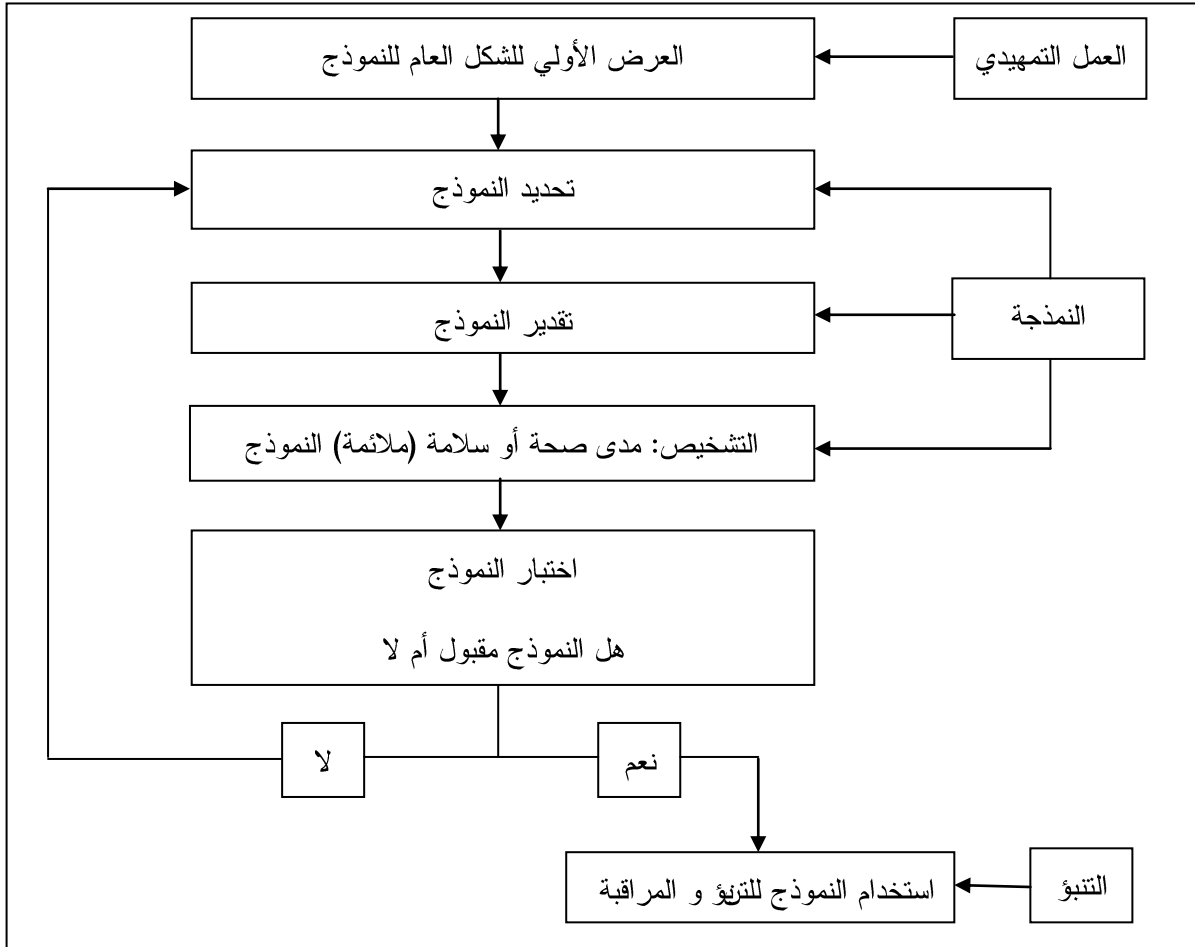 العمل التمهيدي
العرض الأولي للشكل العام للنموذج
تحديد النموذج
النمذجة
تقدير النموذج
التشخيص: مدى صحة أو سلامة (ملائمة) النموذج
اختبار النموذج
هل النموذج مقبول أم لا
نعم
لا
التنبؤ
استخدام النموذج للتنبؤ و المراقبة